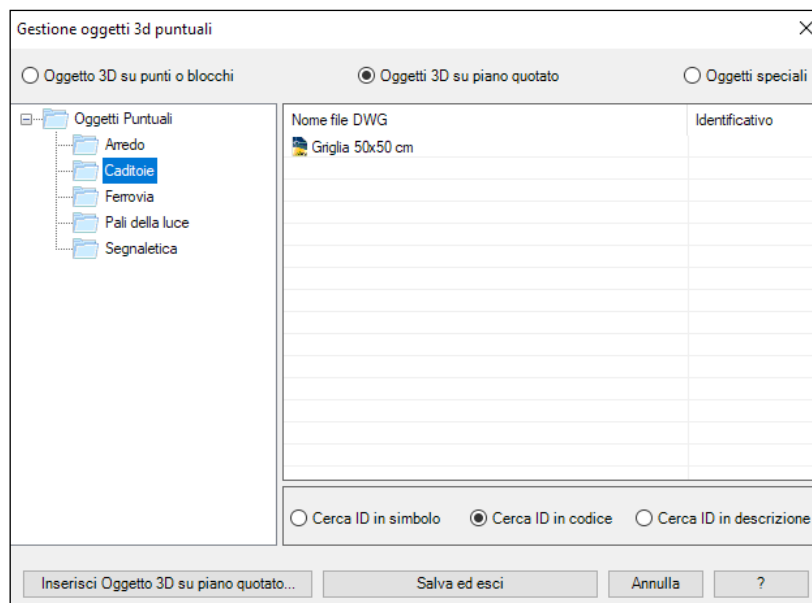 Gestione oggetti 3d puntuali
Oggetto 3D su punti o blocchi Oggetti 3D su piano quotato Oggetti speciali
Oggetti Puntuali
Arredo
Caditoie
Ferrovia
Pali della luce
Segnaletica
Nome file DWG Identificativo
Griglia 50x50 cm
Cerca ID in simbolo Cerca ID in codice Cerca ID in descrizione
Inserisci Oggetto 3D su piano quotato... Salva ed esci Annulla ?